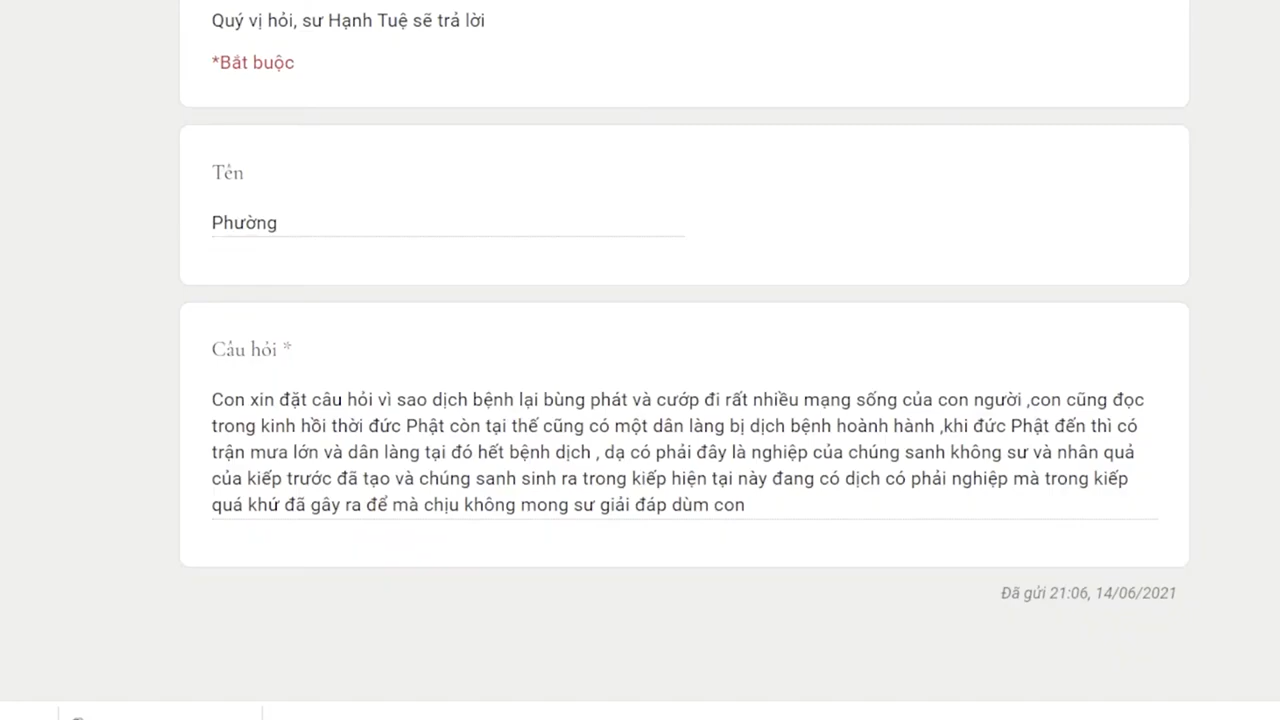 Quý vị hỏi, sư Hạnh Tuệ sẽ trả lời
*Bắt buộc
Tên
Phường
Câu hỏi *
Con xin đặt câu hỏi vì sao dịch bệnh lại bùng phát và cướp đi rất nhiều mạng sống của con người ,con cũng đọc
trong kinh hồi thời đức Phật còn tại thế cũng có một dân làng bị dịch bệnh hoành hành ,khi đức Phật đến thì có
trận mưa lớn và dân làng tại đó hết bệnh dịch , dạ có phải đây là nghiệp của chúng sanh không sư và nhân quả
của kiếp trước đã tạo và chúng sanh sinh ra trong kiếp hiện tại này đang có dịch có phải nghiệp mà trong kiếp
quá khứ đã gây ra để mà chịu không mong sư giải đáp dùm con
Đã gửi 21:06, 14/06/2021